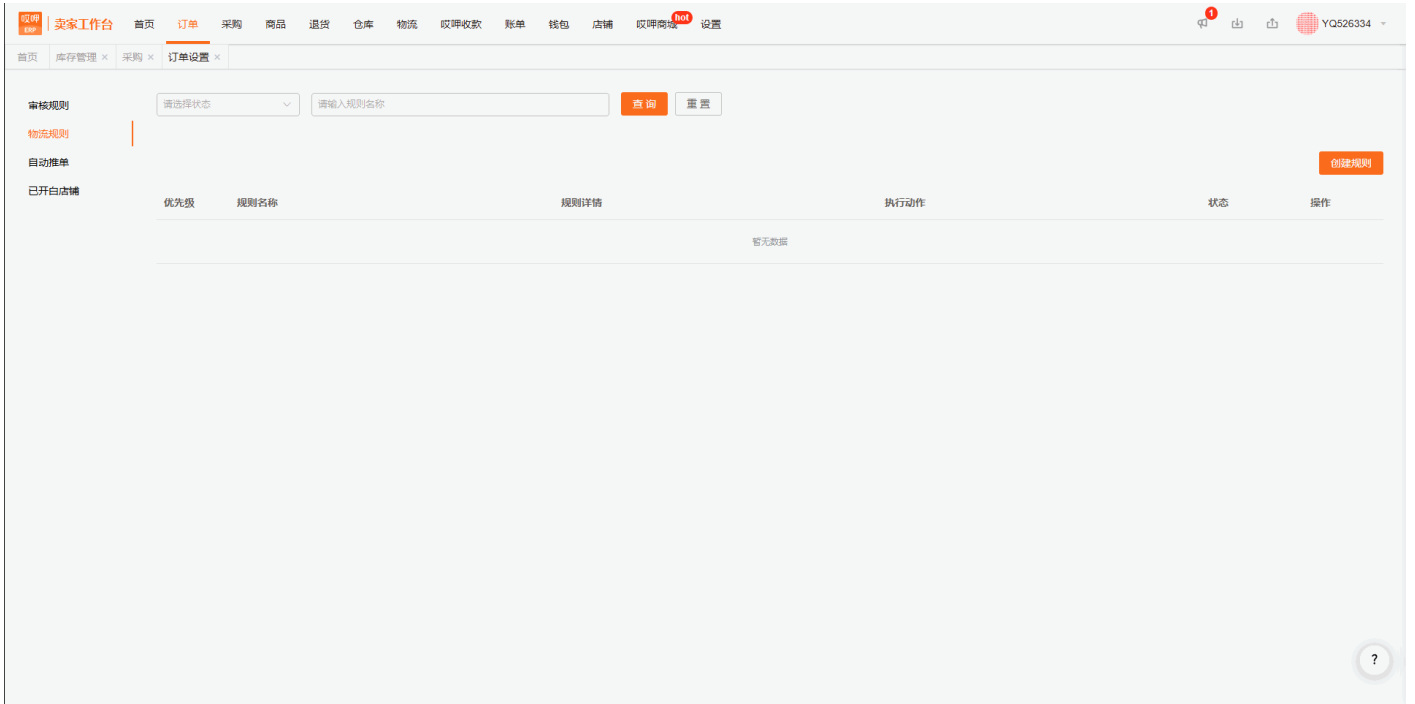 哎呷 ERP 卖家工作台 首页 订单 采购 商品 退货 仓库 物流 哎呷收款 账单 钱包 店铺 哎呷商城 hot 设置 1 YQ526334
首页 库存管理 × 采购 × 订单设置 ×
审核规则 请选择状态 请输入规则名称 查 询 重 置
物流规则
自动推单 创建规则
已开白店铺
优先级 规则名称 规则详情 执行动作 状态 操作
暂无数据
?